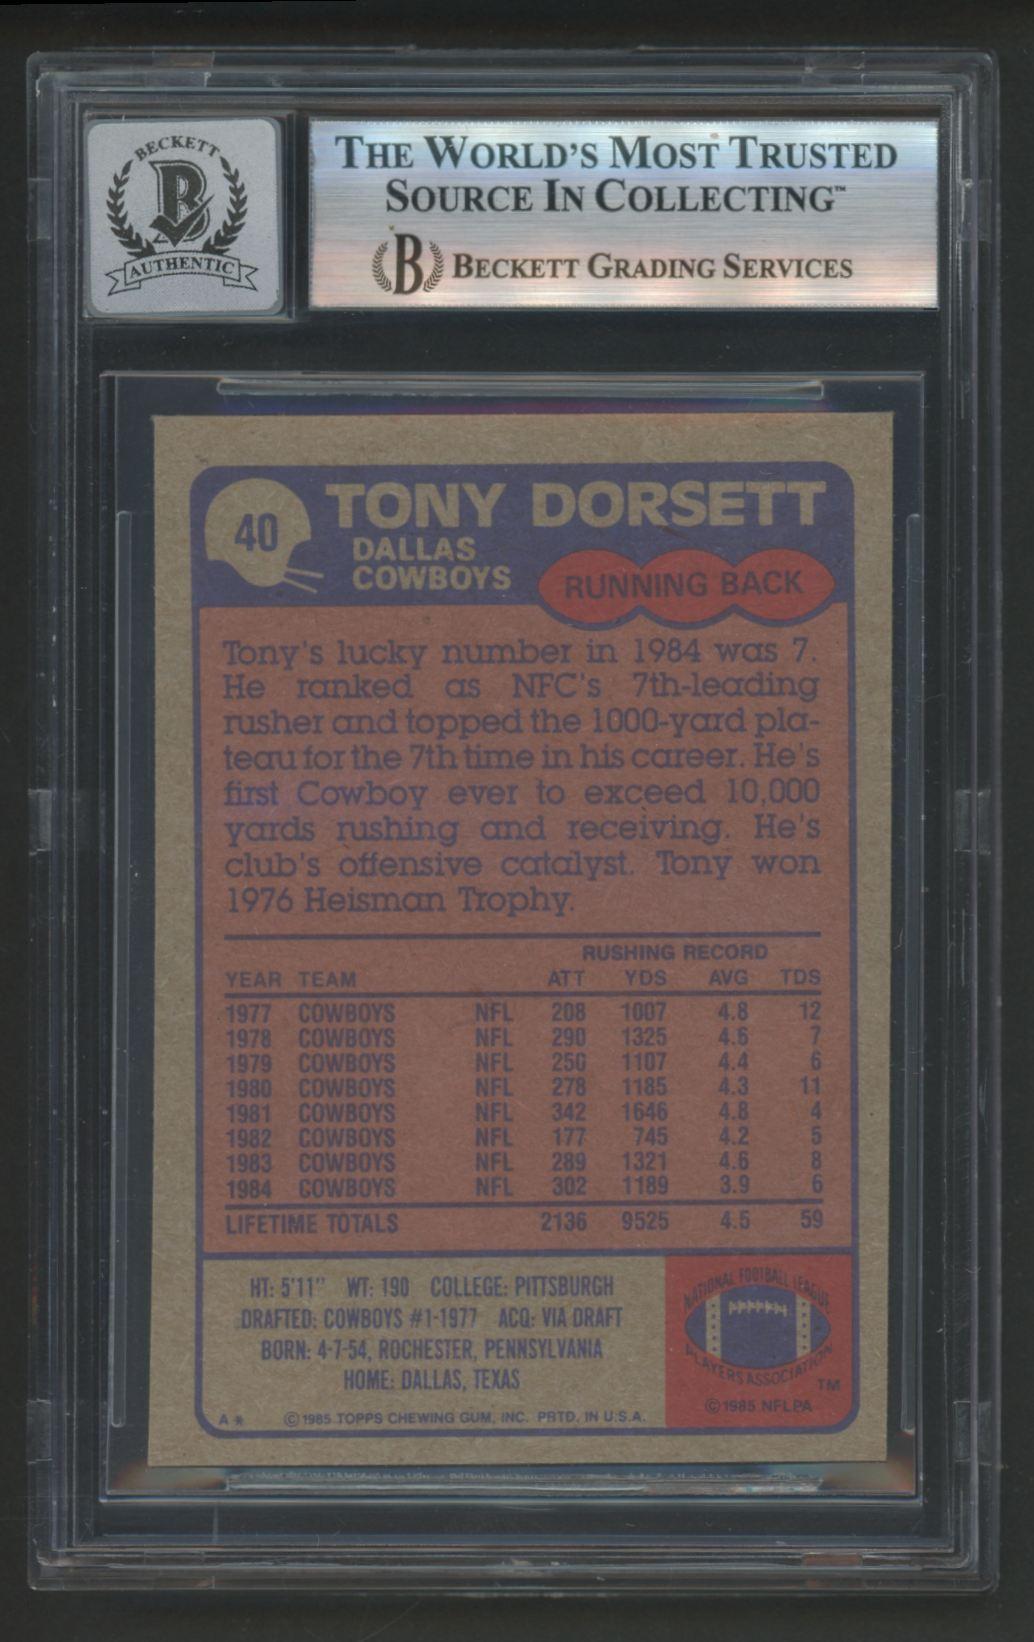 BECKETT
AUTHENTIC
THE WORLD'S MOST TRUSTED
SOURCE IN COLLECTING™
B BECKETT GRADING SERVICES
40
TONY DORSETT
DALLAS
COWBOYS
RUNNING BACK
Tony's lucky number in 1984 was 7.
He ranked as NFC's 7th-leading
rusher and topped the 1000-yard pla-
teau for the 7th time in his career. He's
first Cowboy ever to exceed 10,000
yards rushing and receiving. He's
club's offensive catalyst. Tony won
1976 Heisman Trophy.
RUSHING RECORD
YEAR TEAM ATT YDS AVG TDS
1977 COWBOYS NFL 208 1007 4.8 12
1978 COWBOYS NFL 290 1325 4.6 7
1979 COWBOYS NFL 250 1107 4.4 6
1980 COWBOYS NFL 278 1185 4.3 11
1981 COWBOYS NFL 342 1646 4.8 4
1982 COWBOYS NFL 177 745 4.2 5
1983 COWBOYS NFL 289 1321 4.6 8
1984 COWBOYS NFL 302 1189 3.9 6
LIFETIME TOTALS 2136 9525 4.5 59
HT: 5'11" WT: 190 COLLEGE: PITTSBURGH
DRAFTED: COWBOYS #1-1977 ACQ: VIA DRAFT
BORN: 4-7-54, ROCHESTER, PENNSYLVANIA
HOME: DALLAS, TEXAS
A* ©1985 TOPPS CHEWING GUM, INC. PRTD. IN U.S.A.
NATIONAL FOOTBALL LEAGUE
PLAYERS ASSOCIATION
TM
©1985 NFLPA